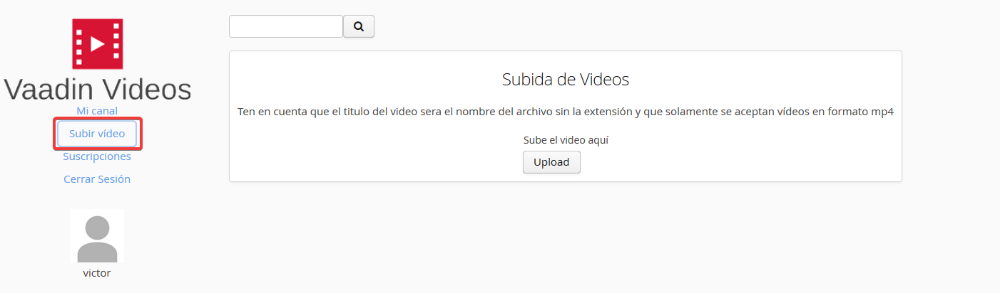 Vaadin Videos
Mi canal
Subir vídeo
Suscripciones
Cerrar Sesión
victor
Subida de Videos
Ten en cuenta que el titulo del video sera el nombre del archivo sin la extensión y que solamente se aceptan vídeos en formato mp4
Sube el video aquí
Upload